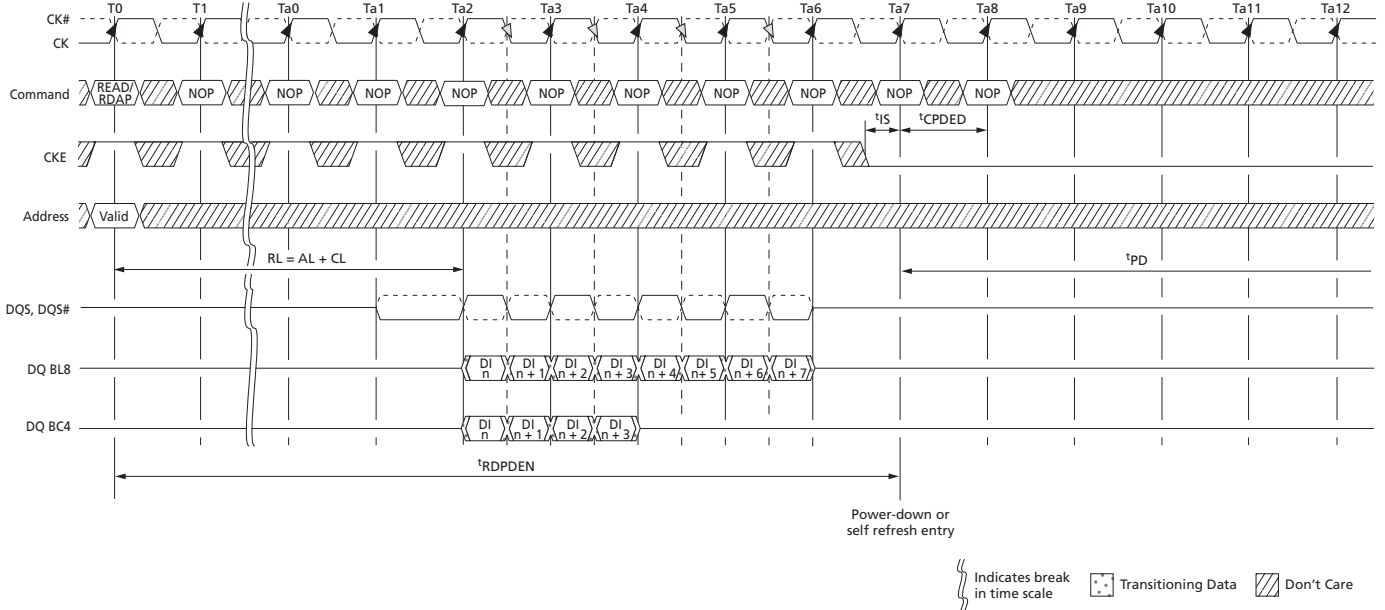 T0 T1 Ta0 Ta1 Ta2 Ta3 Ta4 Ta5 Ta6 Ta7 Ta8 Ta9 Ta10 Ta11 Ta12
CK#
CK
Command READ/ RDAP NOP NOP NOP NOP NOP NOP NOP NOP NOP NOP
tIS tCPDED
CKE
Address Valid
RL = AL + CL
tPD
DQS, DQS#
DQ BL8 DI n DI n + 1 DI n + 2 DI n + 3 DI n + 4 DI n+ 5 DI n + 6 DI n + 7
DQ BC4 DI n DI n + 1 DI n + 2 DI n + 3
tRDPDEN
Power-down or
self refresh entry
Indicates break
in time scale
Transitioning Data
Don't Care